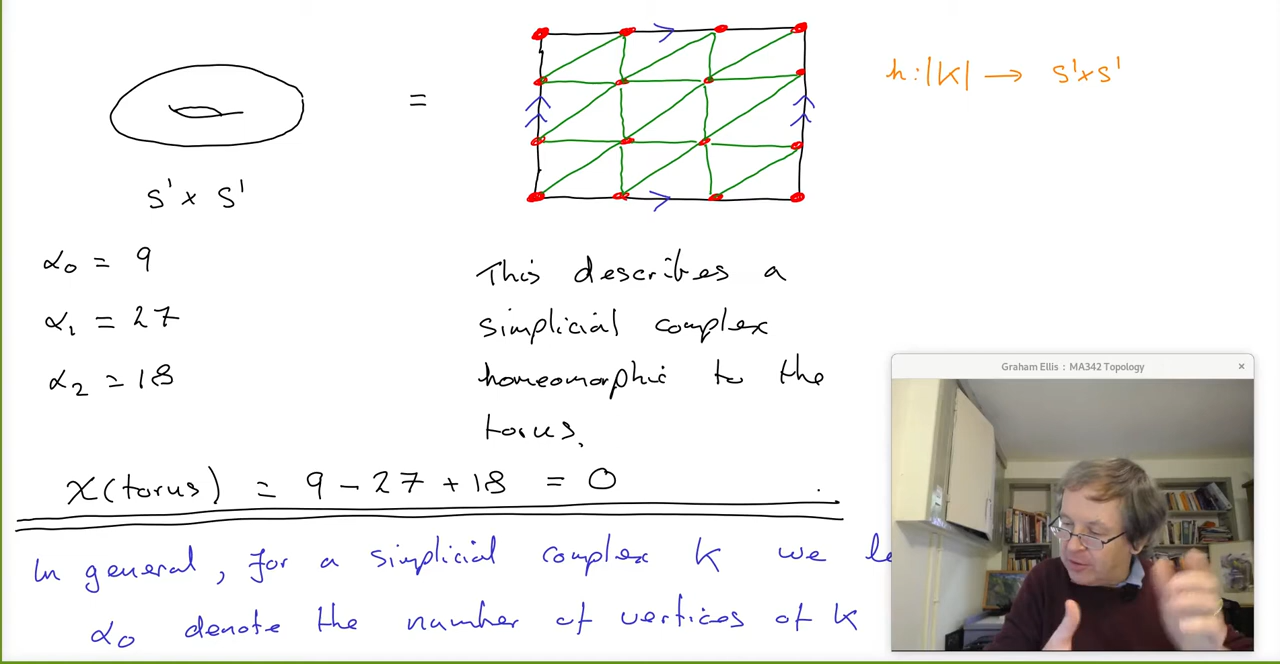 h : |K| → S¹×S¹
=
S¹ × S¹
α₀ = 9
α₁ = 27
α₂ = 18
This describes a
simplicial complex
homeomorphic to the
torus.
χ(torus) = 9 - 27 + 18 = 0
In general, for a simplicial complex K we le
α₀ denote the number of vertices of K
Graham Ellis : MA342 Topology ×